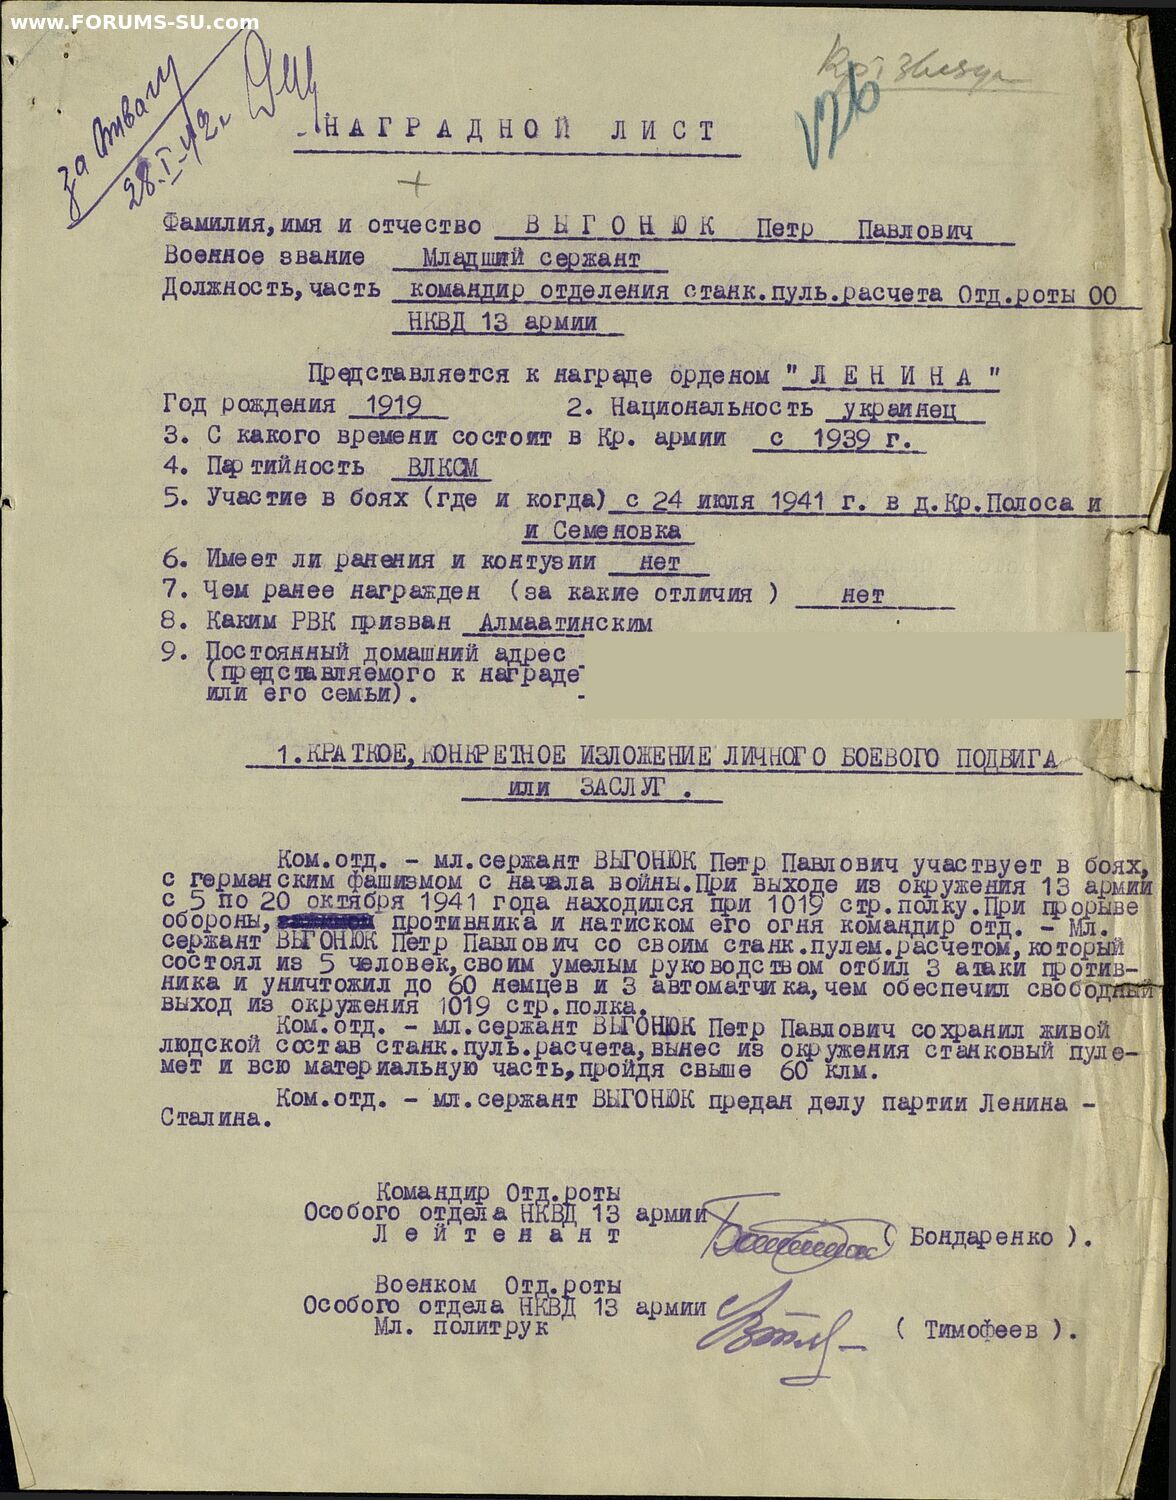 www.FORUMS-SU.com
28.I-42г.
Кр. Звезда
V26
НАГРАДНОЙ ЛИСТ
Фамилия,имя и отчество ВЫГОНЮК Петр Павлович
Военное звание Младший сержант
Должность,часть командир отделения станк.пуль.расчета Отд.роты ОО
НКВД 13 армии
Представляется к награде орденом "ЛЕНИНА"
Год рождения 1919 2. Национальность украинец
3. С какого времени состоит в Кр. армии с 1939 г.
4. Партийность ВЛКСМ
5. Участие в боях (где и когда) с 24 июля 1941 г. в д.Кр.Полоса и
и Семеновка
6. Имеет ли ранения и контузии нет
7. Чем ранее награжден (за какие отличия ) нет
8. Каким РВК призван Алмаатинским
9. Постоянный домашний адрес
(представляемого к награде
или его семьи).
1.КРАТКОЕ,КОНКРЕТНОЕ ИЗЛОЖЕНИЕ ЛИЧНОГО БОЕВОГО ПОДВИГА
или ЗАСЛУГ.
Ком.отд. - мл.сержант ВЫГОНЮК Петр Павлович участвует в боях,
с германским фашизмом с начала войны.При выходе из окружения 13 армии
с 5 по 20 октября 1941 года находился при 1019 стр.полку.При прорыве
обороны, противника и натиском его огня командир отд. - Мл.
сержант ВЫГОНЮК Петр Павлович со своим станк.пулем.расчетом,который
состоял из 5 человек,своим умелым руководством отбил 3 атаки против-
ника и уничтожил до 60 немцев и 3 автоматчика,чем обеспечил свободный
выход из окружения 1019 стр.полка.
Ком.отд. - мл.сержант ВЫГОНЮК Петр Павлович сохранил живой
людской состав станк.пуль.расчета,вынес из окружения станковый пуле-
мет и всю материальную часть,пройдя свыше 60 клм.
Ком.отд. - мл.сержант ВЫГОНЮК предан делу партии Ленина -
Сталина.
Командир Отд.роты
Особого отдела НКВД 13 армии
Лейтенант ( Бондаренко ).
Военком Отд.роты
Особого отдела НКВД 13 армии
Мл. политрук ( Тимофеев ).